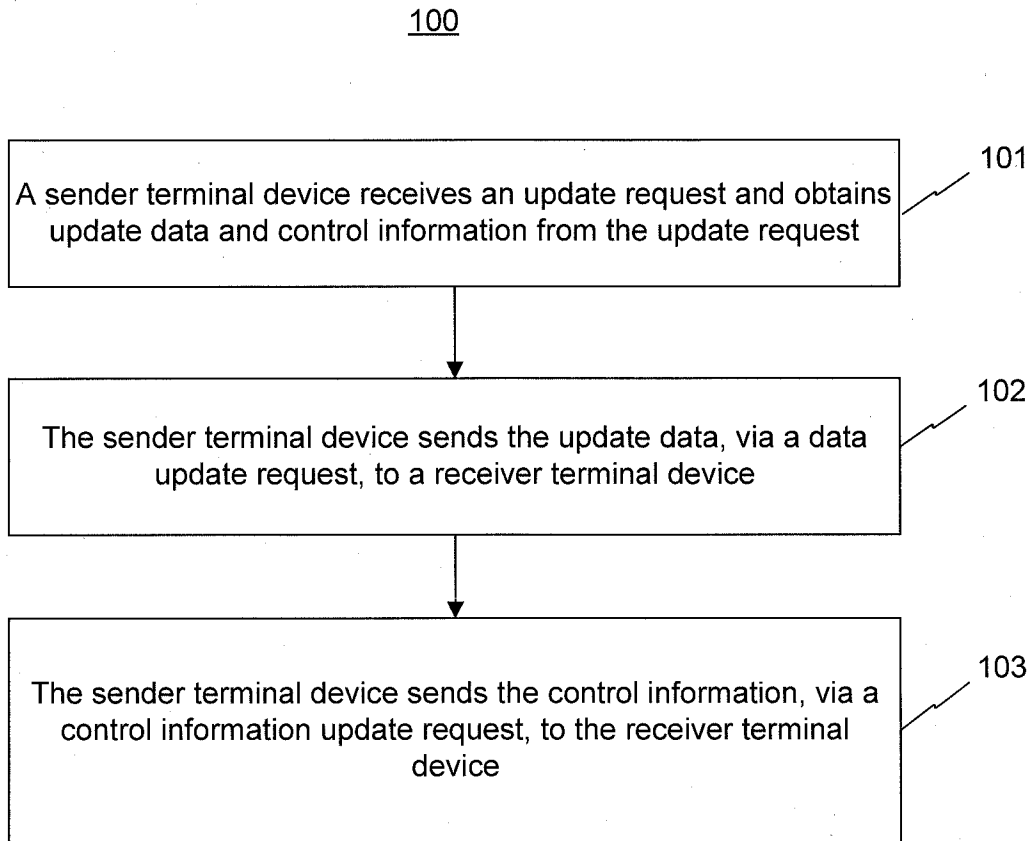 100
101
A sender terminal device receives an update request and obtains
update data and control information from the update request
102
The sender terminal device sends the update data, via a data
update request, to a receiver terminal device
103
The sender terminal device sends the control information, via a
control information update request, to the receiver terminal
device